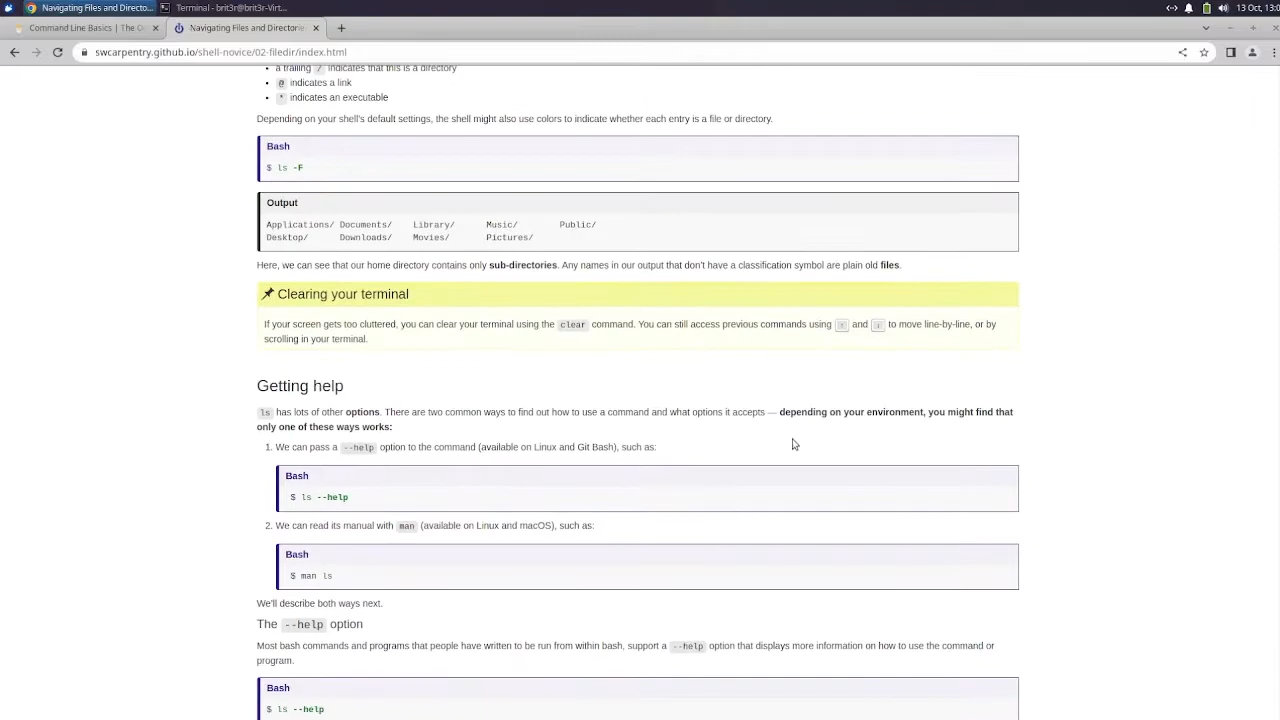 Navigating Files and Directo...
Terminal - brit3r@brit3r-Virt...
13 Oct, 13:0
Command Line Basics | The O
Navigating Files and Directorie
swcarpentry.github.io/shell-novice/02-filedir/index.html
a trailing / indicates that this is a directory
@ indicates a link
* indicates an executable
Depending on your shell's default settings, the shell might also use colors to indicate whether each entry is a file or directory.
Bash
$ ls -F
Output
Applications/ Documents/ Library/ Music/ Public/
Desktop/ Downloads/ Movies/ Pictures/
Here, we can see that our home directory contains only sub-directories. Any names in our output that don't have a classification symbol are plain old files.
Clearing your terminal
If your screen gets too cluttered, you can clear your terminal using the clear command. You can still access previous commands using ↑ and ↓ to move line-by-line, or by
scrolling in your terminal.
Getting help
ls has lots of other options. There are two common ways to find out how to use a command and what options it accepts — depending on your environment, you might find that
only one of these ways works:
1. We can pass a --help option to the command (available on Linux and Git Bash), such as:
Bash
$ ls --help
2. We can read its manual with man (available on Linux and macOS), such as:
Bash
$ man ls
We'll describe both ways next.
The --help option
Most bash commands and programs that people have written to be run from within bash, support a --help option that displays more information on how to use the command or
program.
Bash
$ ls --help